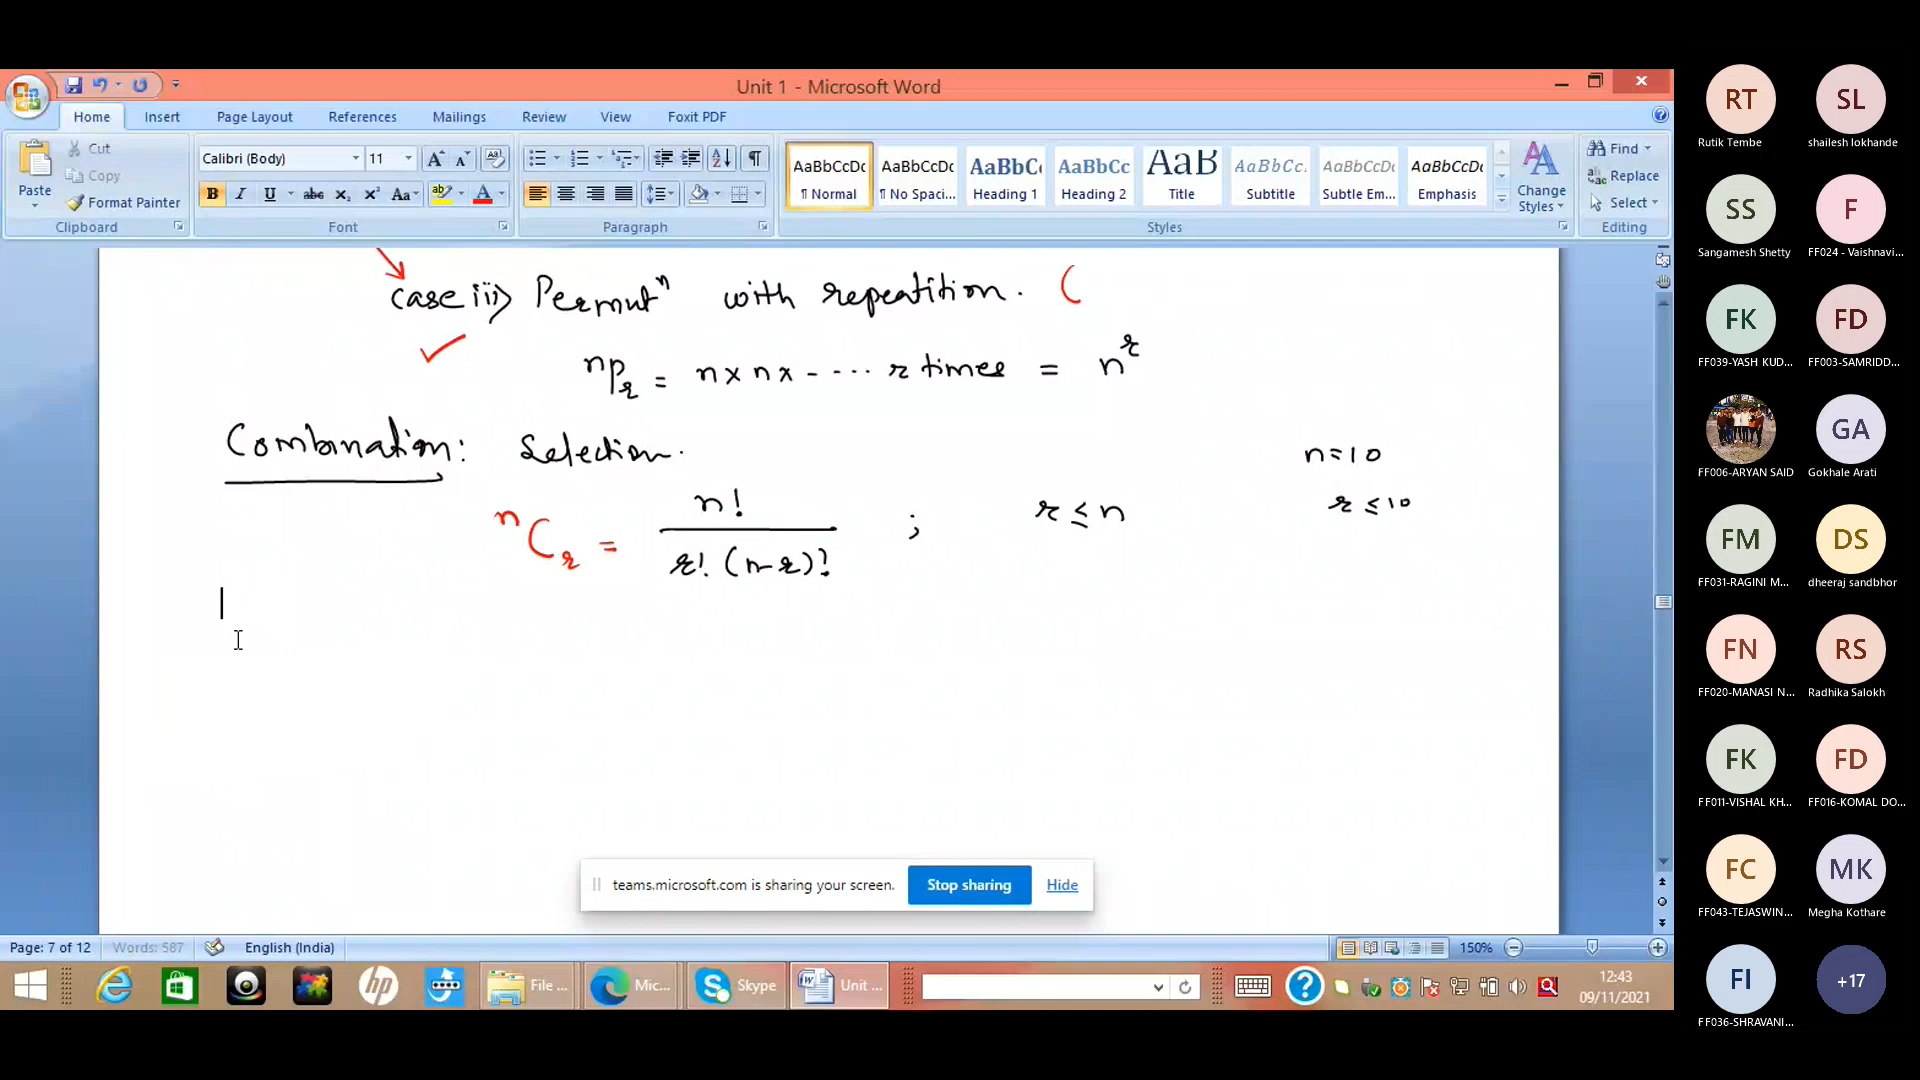 Unit 1 - Microsoft Word
Home Insert Page Layout References Mailings Review View Foxit PDF
Paste Cut Copy Format Painter Clipboard
Calibri (Body) 11 Font
Paragraph
AaBbCcDc ¶ Normal
AaBbCcDc ¶ No Spaci...
AaBbC Heading 1
AaBbCc Heading 2
AaB Title
AaBbCc. Subtitle
AaBbCcDc Subtle Em...
AaBbCcDc Emphasis
Change Styles
Styles
Find Replace Select Editing
case iii) Permutⁿ with repeatition. (
ⁿPᵣ = n x n x - - ... r times = nʳ
Combination: Selection.
n=10
ⁿCᵣ = n! / r! (n-r)! ; r ≤ n
r ≤ 10
teams.microsoft.com is sharing your screen. Stop sharing Hide
Page: 7 of 12 Words: 587 English (India) 150%
File ... Mic... Skype Unit ...
12:43
09/11/2021
RT SL
Rutik Tembe shailesh lokhande
SS F
Sangamesh Shetty FF024 - Vaishnavi...
FK FD
FF039-YASH KUD... FF003-SAMRIDD...
GA
FF006-ARYAN SAID Gokhale Arati
FM DS
FF031-RAGINI M... dheeraj sandbhor
FN RS
FF020-MANASI N... Radhika Salokh
FK FD
FF011-VISHAL KH... FF016-KOMAL DO...
FC MK
FF043-TEJASWIN... Megha Kothare
FI +17
FF036-SHRAVANI...